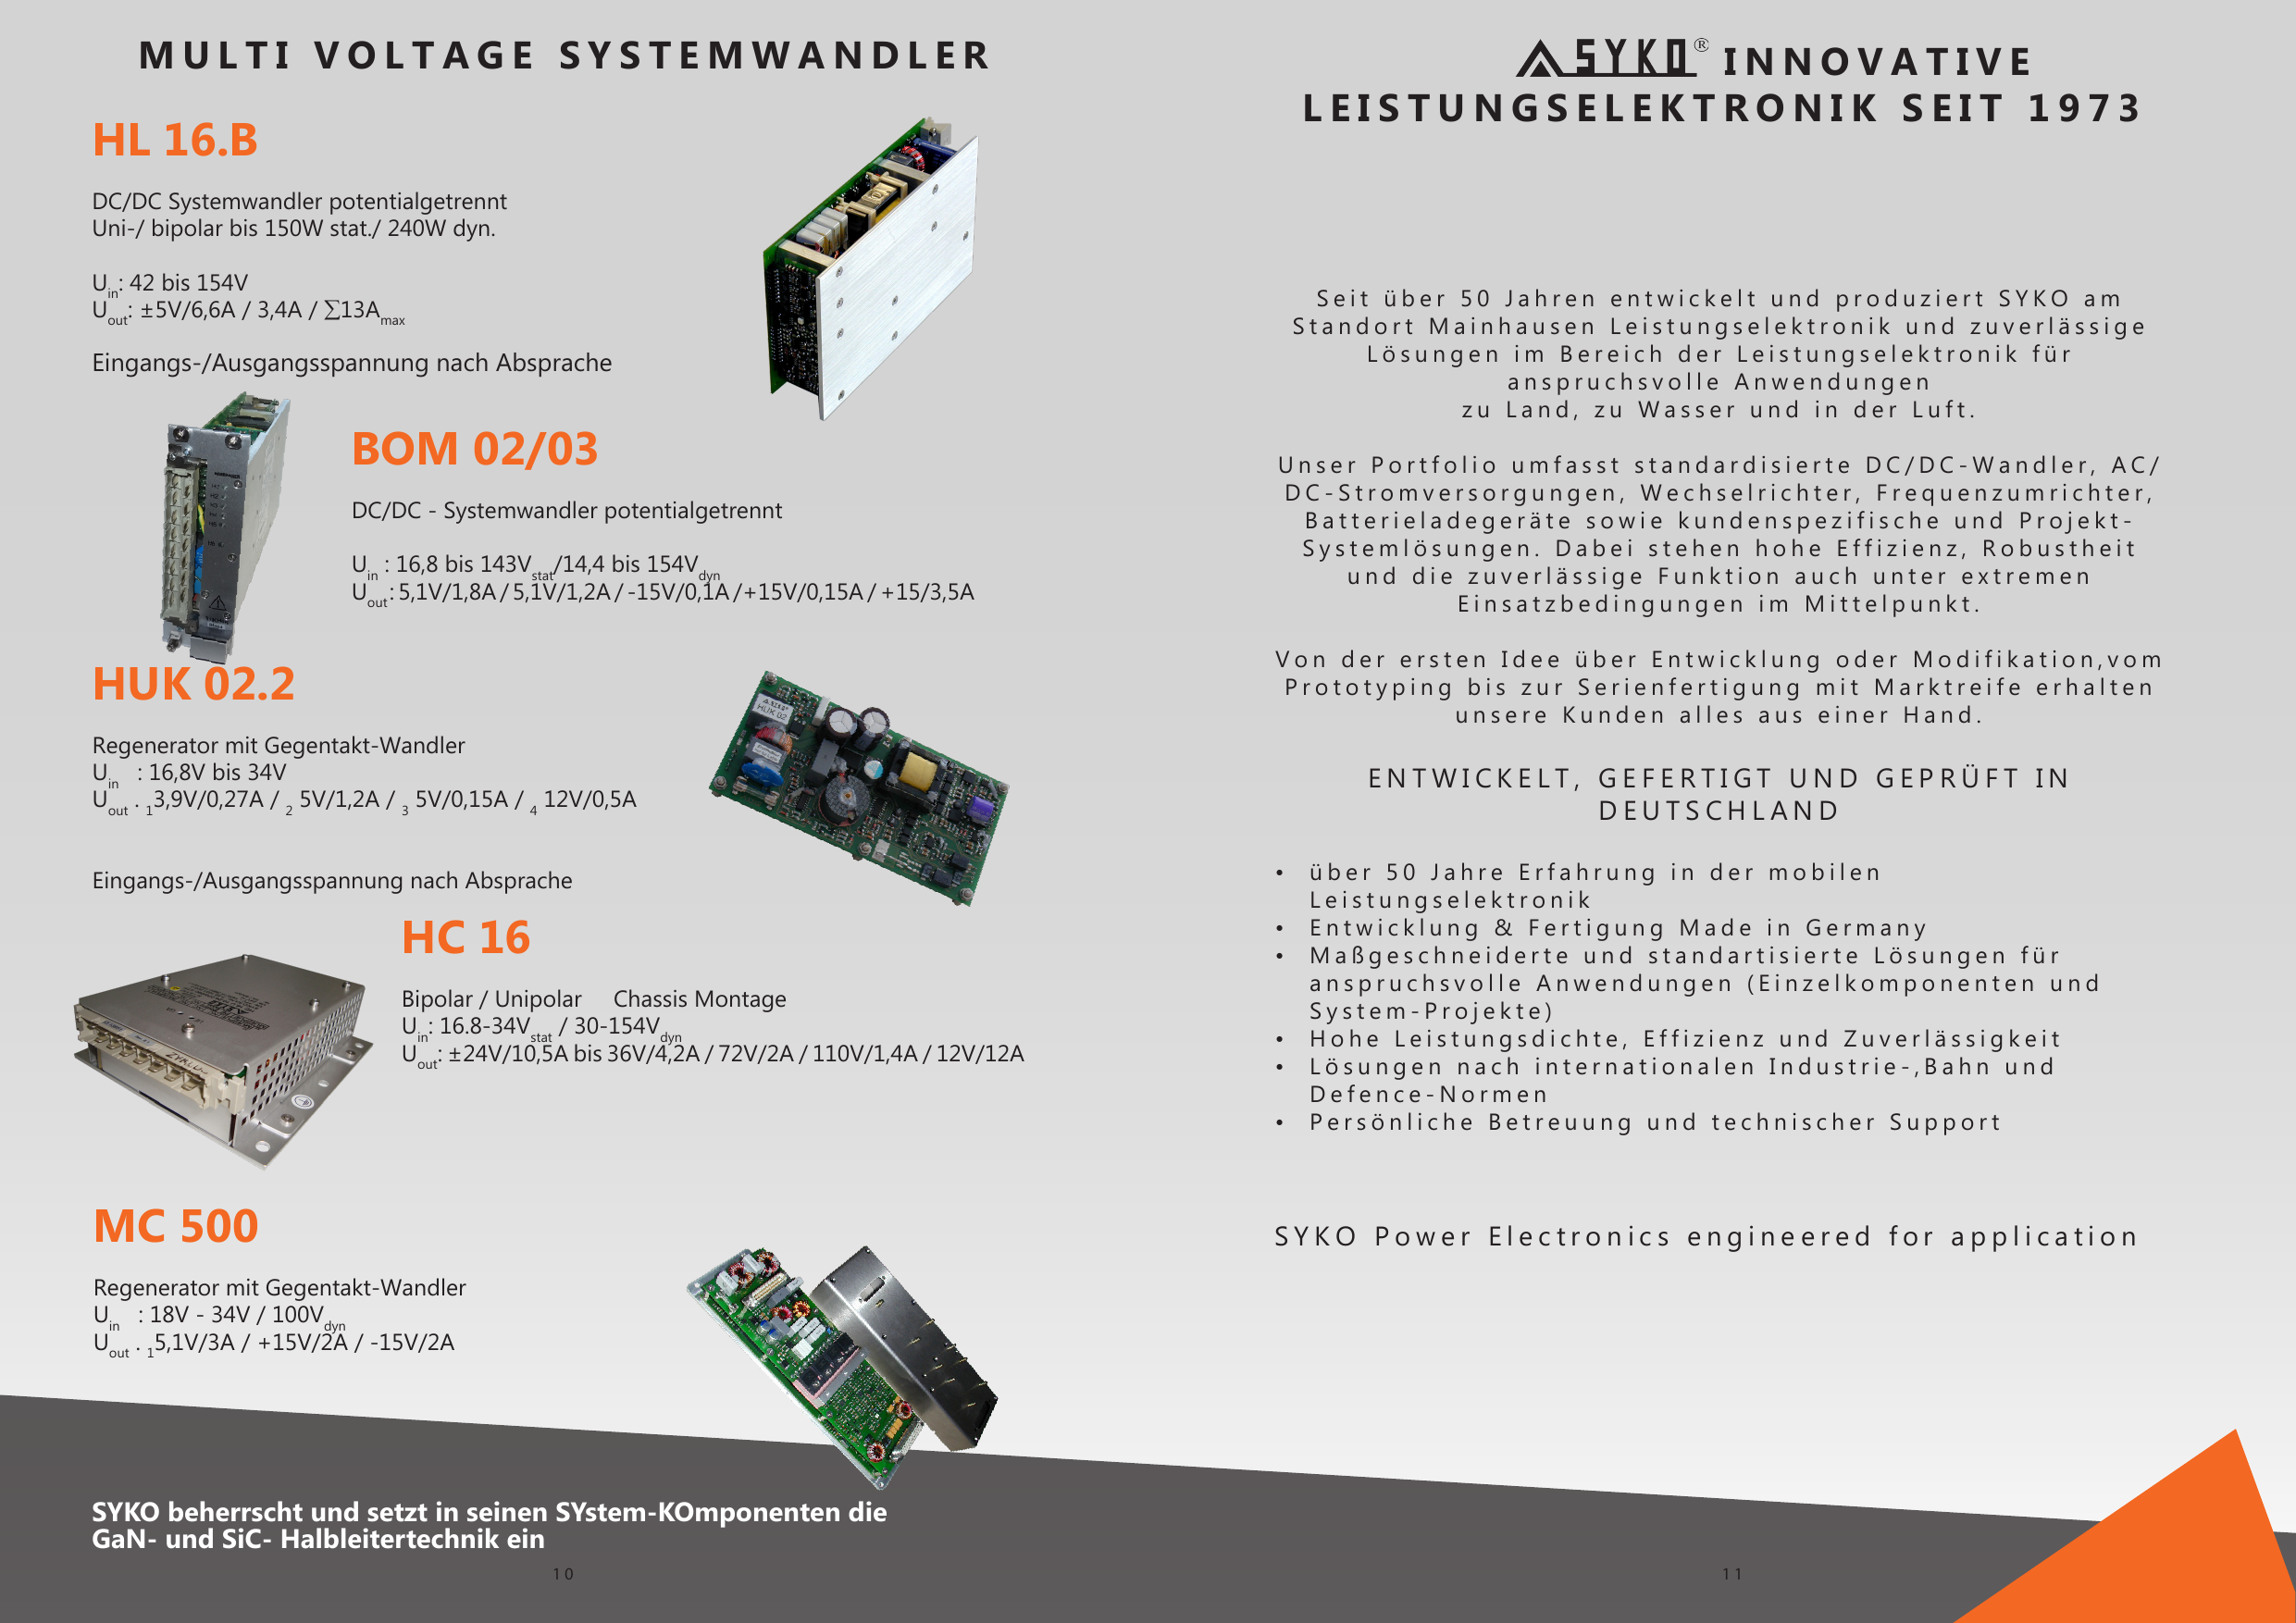 MULTI VOLTAGE SYSTEMWANDLER
HL 16.B
DC/DC Systemwandler potentialgetrennt
Uni-/ bipolar bis 150W stat./ 240W dyn.
Uin: 42 bis 154V
Uout: ±5V/6,6A / 3,4A / ∑13Amax
Eingangs-/Ausgangsspannung nach Absprache
BOM 02/03
DC/DC - Systemwandler potentialgetrennt
Uin : 16,8 bis 143Vstat/14,4 bis 154Vdyn
Uout: 5,1V/1,8A / 5,1V/1,2A / -15V/0,1A /+15V/0,15A / +15/3,5A
HUK 02.2
Regenerator mit Gegentakt-Wandler
Uin : 16,8V bis 34V
Uout . 13,9V/0,27A / 2 5V/1,2A / 3 5V/0,15A / 4 12V/0,5A
Eingangs-/Ausgangsspannung nach Absprache
HC 16
Bipolar / Unipolar Chassis Montage
Uin: 16.8-34Vstat / 30-154Vdyn
Uout: ±24V/10,5A bis 36V/4,2A / 72V/2A / 110V/1,4A / 12V/12A
MC 500
Regenerator mit Gegentakt-Wandler
Uin : 18V - 34V / 100Vdyn
Uout . 15,1V/3A / +15V/2A / -15V/2A
SYKO beherrscht und setzt in seinen SYstem-KOmponenten die
GaN- und SiC- Halbleitertechnik ein
10
SYKO® INNOVATIVE
LEISTUNGSELEKTRONIK SEIT 1973
Seit über 50 Jahren entwickelt und produziert SYKO am
Standort Mainhausen Leistungselektronik und zuverlässige
Lösungen im Bereich der Leistungselektronik für
anspruchsvolle Anwendungen
zu Land, zu Wasser und in der Luft.
Unser Portfolio umfasst standardisierte DC/DC-Wandler, AC/
DC-Stromversorgungen, Wechselrichter, Frequenzumrichter,
Batterieladegeräte sowie kundenspezifische und Projekt-
Systemlösungen. Dabei stehen hohe Effizienz, Robustheit
und die zuverlässige Funktion auch unter extremen
Einsatzbedingungen im Mittelpunkt.
Von der ersten Idee über Entwicklung oder Modifikation,vom
Prototyping bis zur Serienfertigung mit Marktreife erhalten
unsere Kunden alles aus einer Hand.
ENTWICKELT, GEFERTIGT UND GEPRÜFT IN
DEUTSCHLAND
• über 50 Jahre Erfahrung in der mobilen
Leistungselektronik
• Entwicklung & Fertigung Made in Germany
• Maßgeschneiderte und standartisierte Lösungen für
anspruchsvolle Anwendungen (Einzelkomponenten und
System-Projekte)
• Hohe Leistungsdichte, Effizienz und Zuverlässigkeit
• Lösungen nach internationalen Industrie-,Bahn und
Defence-Normen
• Persönliche Betreuung und technischer Support
SYKO Power Electronics engineered for application
11